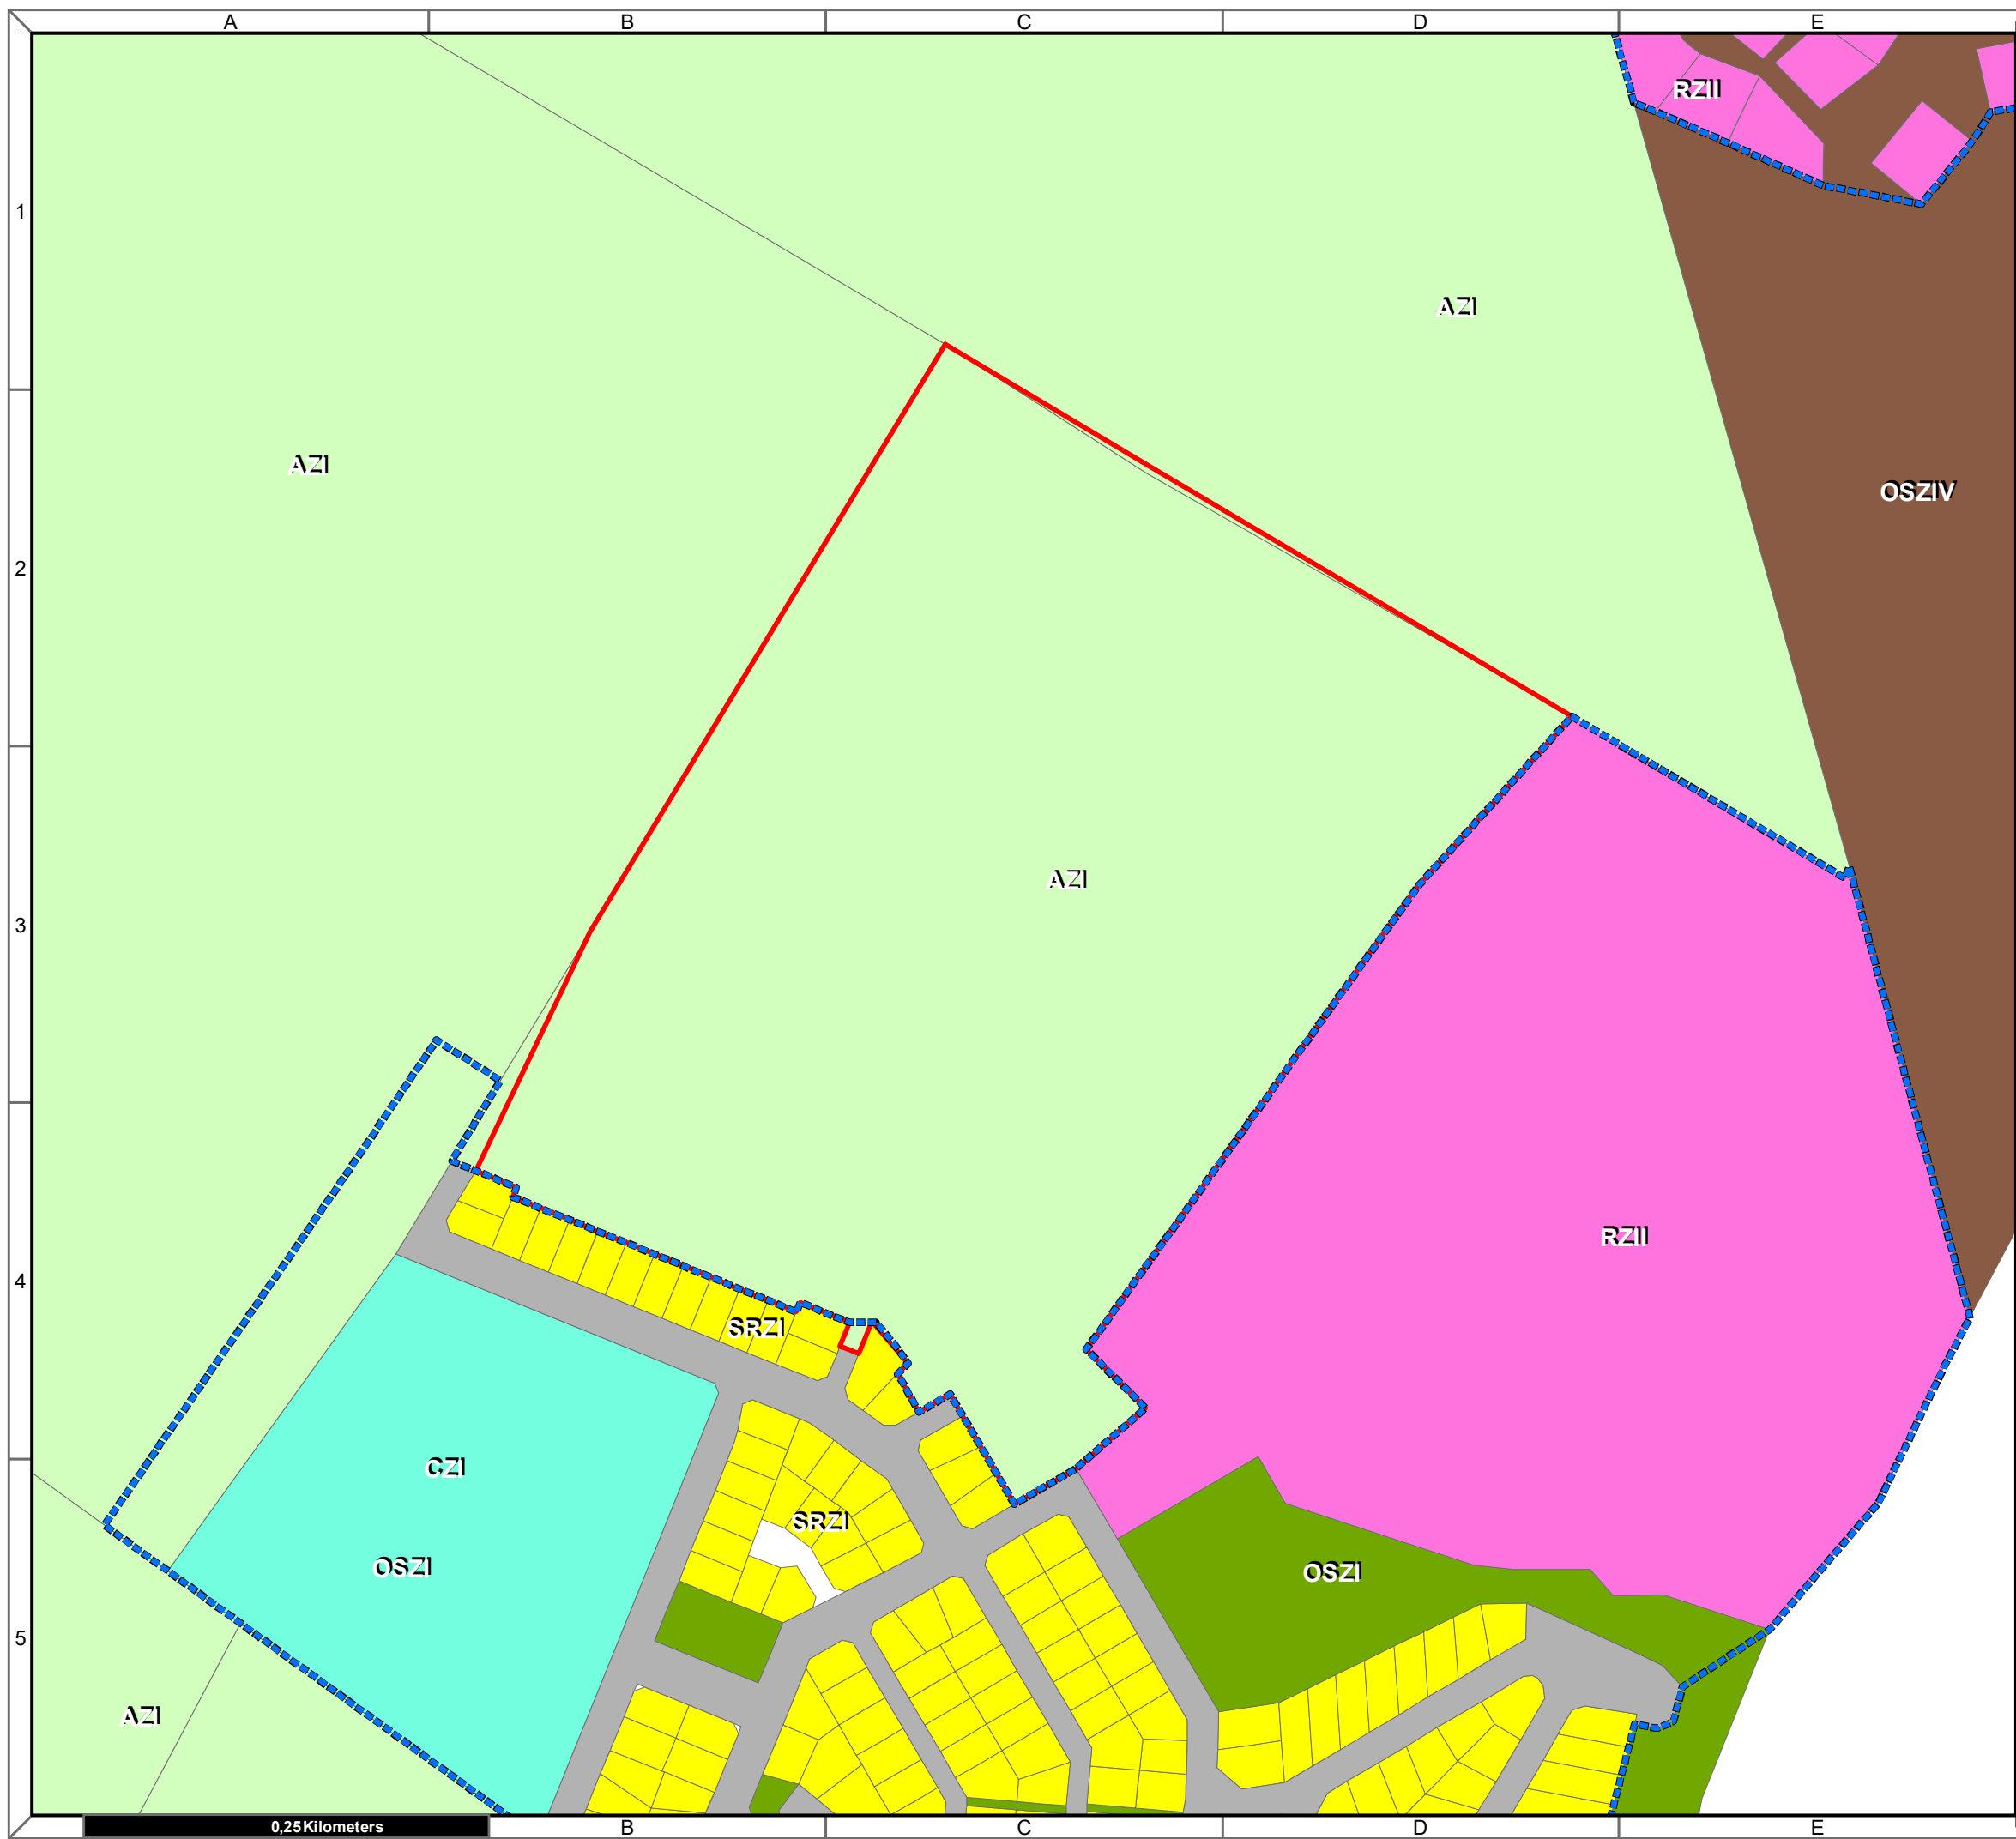 A B C D E
RZII
1
AZI
AZI
OSZIV
2
AZI
3
RZII
4
SRZI
CZI
SRZI
OSZI
OSZI
5
AZI
0,25 Kilometers
B C D E